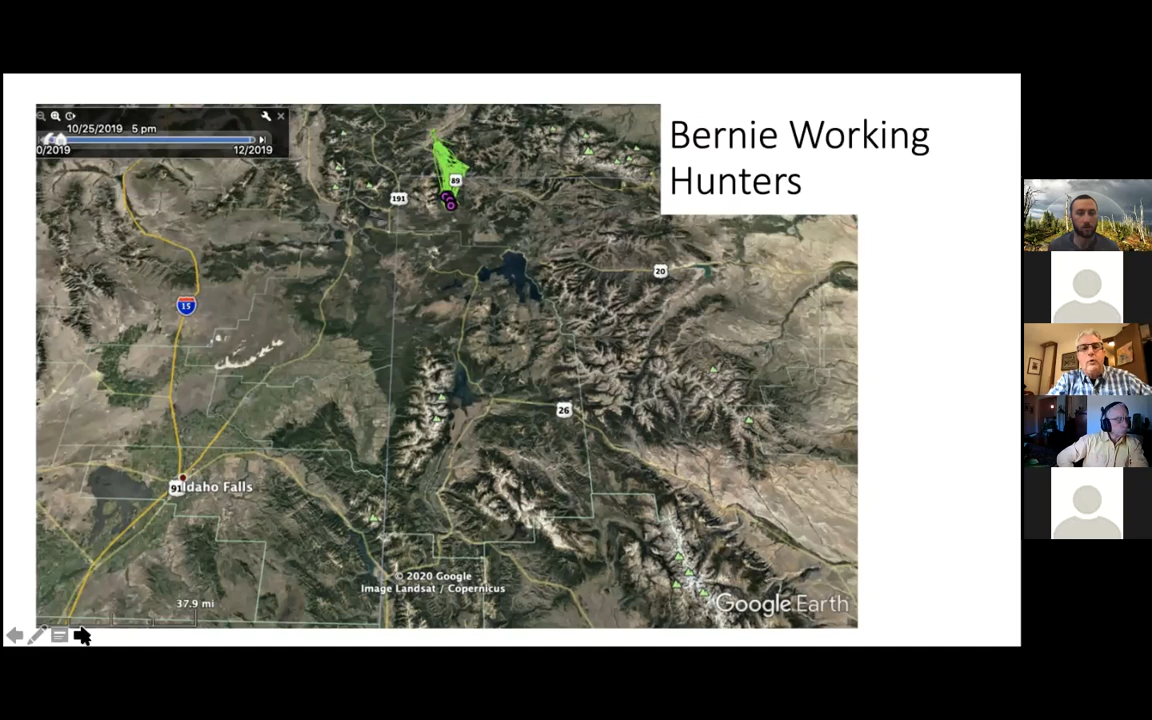 Bernie Working
Hunters
10/25/2019 5 pm
0/2019
12/2019
89
191
20
15
26
91
Idaho Falls
© 2020 Google
Image Landsat / Copernicus
37.9 mi
Google Earth